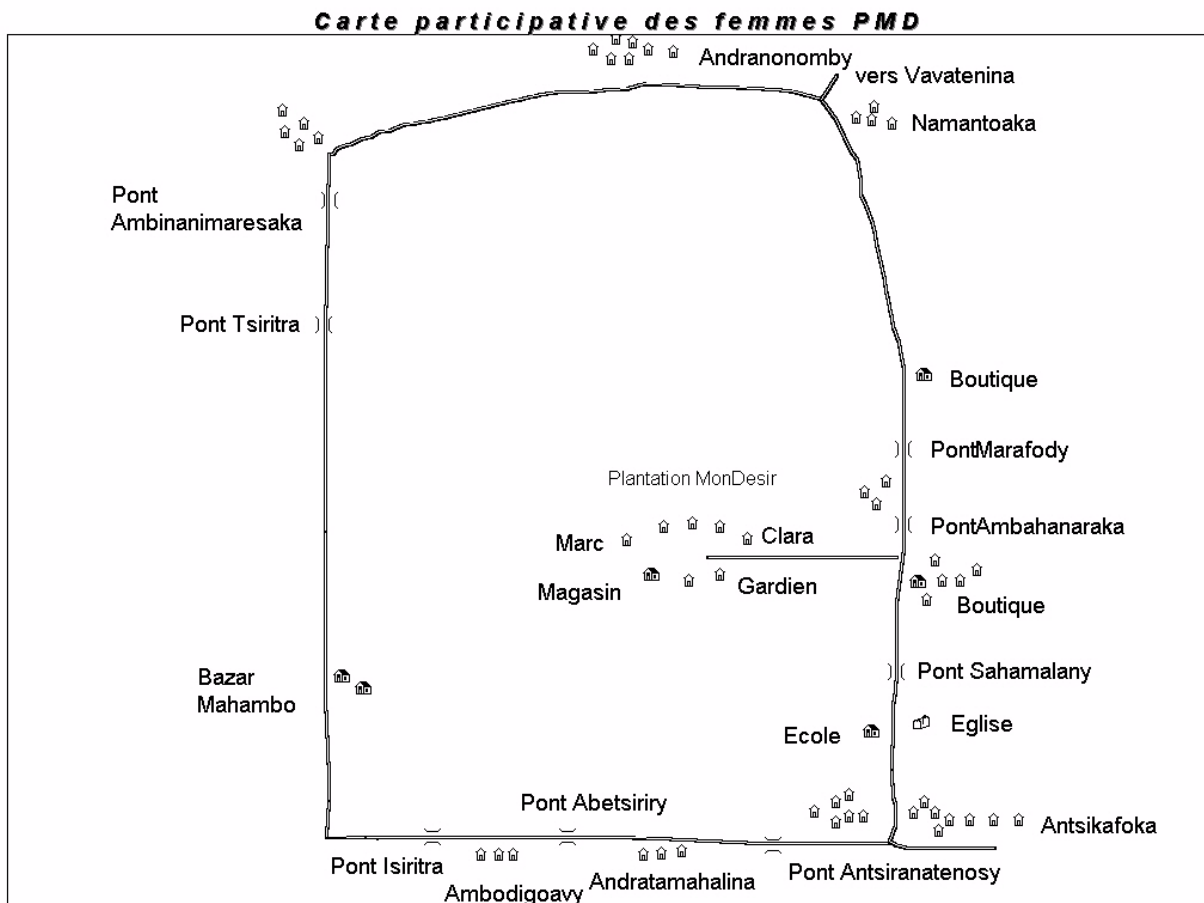 Carte participative des femmes PMD
Andranonomby
vers Vavatenina
Namantoaka
Pont
Ambinanimaresaka
Pont Tsiritra
Boutique
PontMarafody
Plantation MonDesir
PontAmbahanaraka
Marc
Clara
Magasin
Gardien
Boutique
Pont Sahamalany
Bazar
Mahambo
Ecole
Eglise
Pont Abetsiriry
Antsikafoka
Pont Isiritra
Ambodigoavy
Andratamahalina
Pont Antsiranatenosy